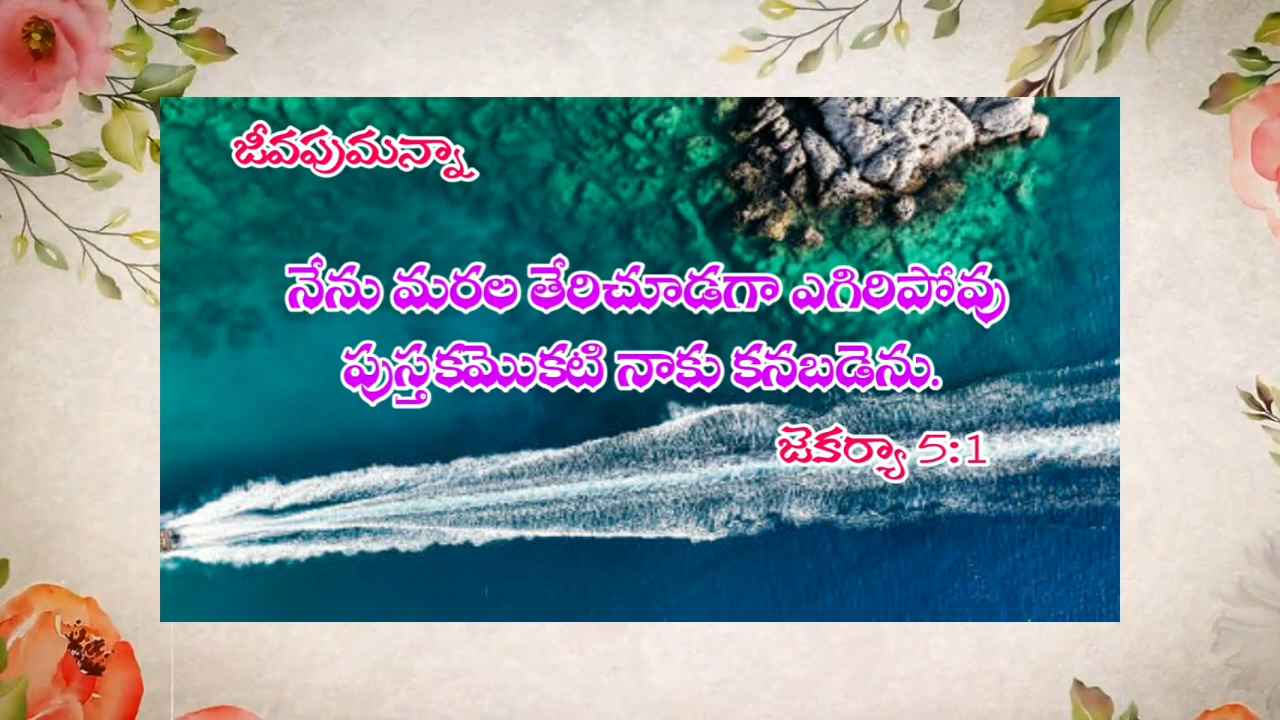 జీవపుమన్నా
నేను మరల తేరిచూడగా ఎగిరిపోవు
పుస్తకమొకటి నాకు కనబడెను.
జెకర్యా 5:1